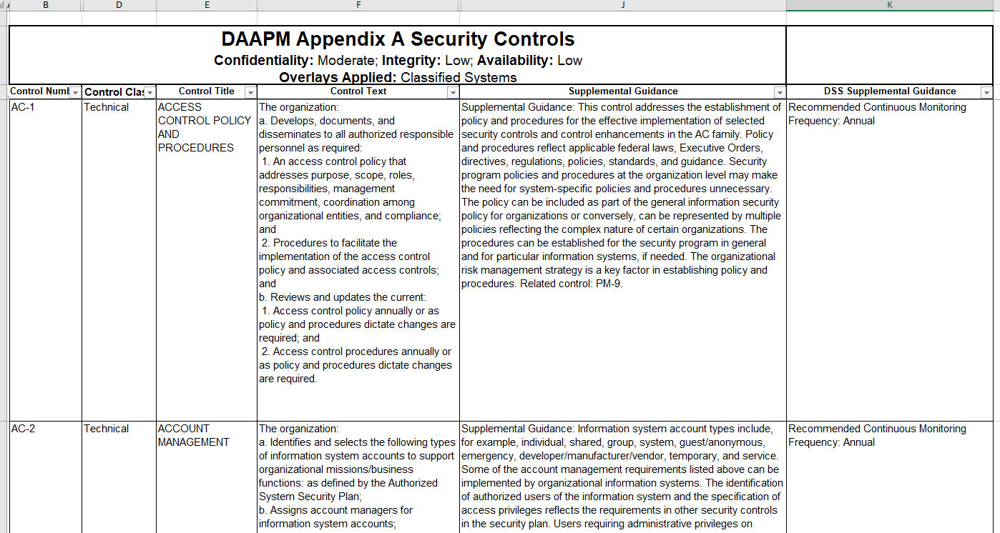 B D E F J K
DAAPM Appendix A Security Controls
Confidentiality: Moderate; Integrity: Low; Availability: Low
Overlays Applied: Classified Systems
Control Numb Control Clas Control Title Control Text Supplemental Guidance DSS Supplemental Guidance
AC-1
Technical
ACCESS
CONTROL POLICY
AND
PROCEDURES
The organization:
a. Develops, documents, and
disseminates to all authorized responsible
personnel as required:
1. An access control policy that
addresses purpose, scope, roles,
responsibilities, management
commitment, coordination among
organizational entities, and compliance;
and
2. Procedures to facilitate the
implementation of the access control
policy and associated access controls;
and
b. Reviews and updates the current:
1. Access control policy annually or as
policy and procedures dictate changes are
required; and
2. Access control procedures annually or
as policy and procedures dictate changes
are required.
Supplemental Guidance: This control addresses the establishment of
policy and procedures for the effective implementation of selected
security controls and control enhancements in the AC family. Policy
and procedures reflect applicable federal laws, Executive Orders,
directives, regulations, policies, standards, and guidance. Security
program policies and procedures at the organization level may make
the need for system-specific policies and procedures unnecessary.
The policy can be included as part of the general information security
policy for organizations or conversely, can be represented by multiple
policies reflecting the complex nature of certain organizations. The
procedures can be established for the security program in general
and for particular information systems, if needed. The organizational
risk management strategy is a key factor in establishing policy and
procedures. Related control: PM-9.
Recommended Continuous Monitoring
Frequency: Annual
AC-2
Technical
ACCOUNT
MANAGEMENT
The organization:
a. Identifies and selects the following types
of information system accounts to support
organizational missions/business
functions: as defined by the Authorized
System Security Plan;
b. Assigns account managers for
information system accounts;
Supplemental Guidance: Information system account types include,
for example, individual, shared, group, system, guest/anonymous,
emergency, developer/manufacturer/vendor, temporary, and service.
Some of the account management requirements listed above can be
implemented by organizational information systems. The identification
of authorized users of the information system and the specification of
access privileges reflects the requirements in other security controls
in the security plan. Users requiring administrative privileges on
Recommended Continuous Monitoring
Frequency: Annual